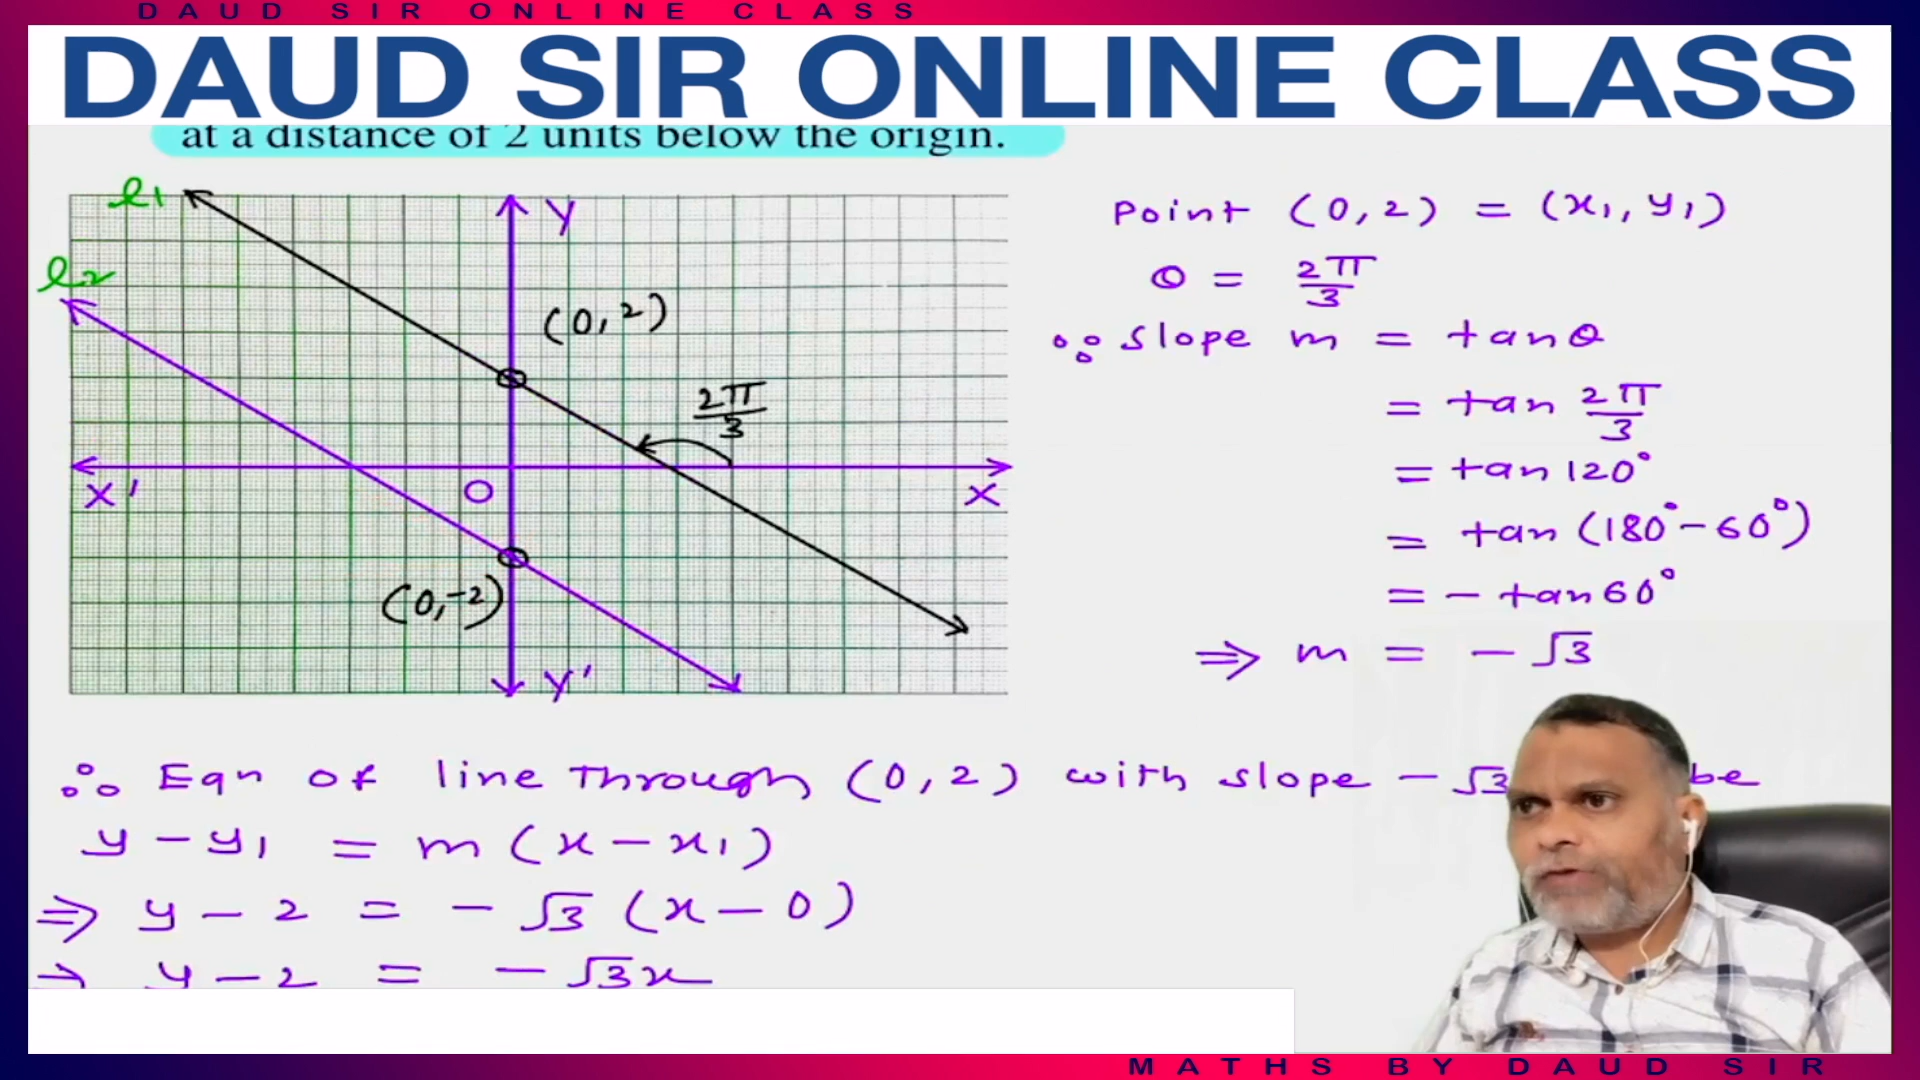 DAUD SIR ONLINE CLASS
DAUD SIR ONLINE CLASS
at a distance of 2 units below the origin.
l1
l2
Y
(0, 2)
2π/3
X'
O
X
(0, -2)
Y'
Point (0, 2) = (x1, y1)
θ = 2π/3
∴ Slope m = tanθ
= tan 2π/3
= tan 120°
= tan (180° - 60°)
= - tan 60°
⇒ m = - √3
∴ Eqn of line through (0, 2) with slope - √3 be
y - y1 = m (x - x1)
⇒ y - 2 = - √3 (x - 0)
⇒ y - 2 = - √3x
MATHS BY DAUD SIR